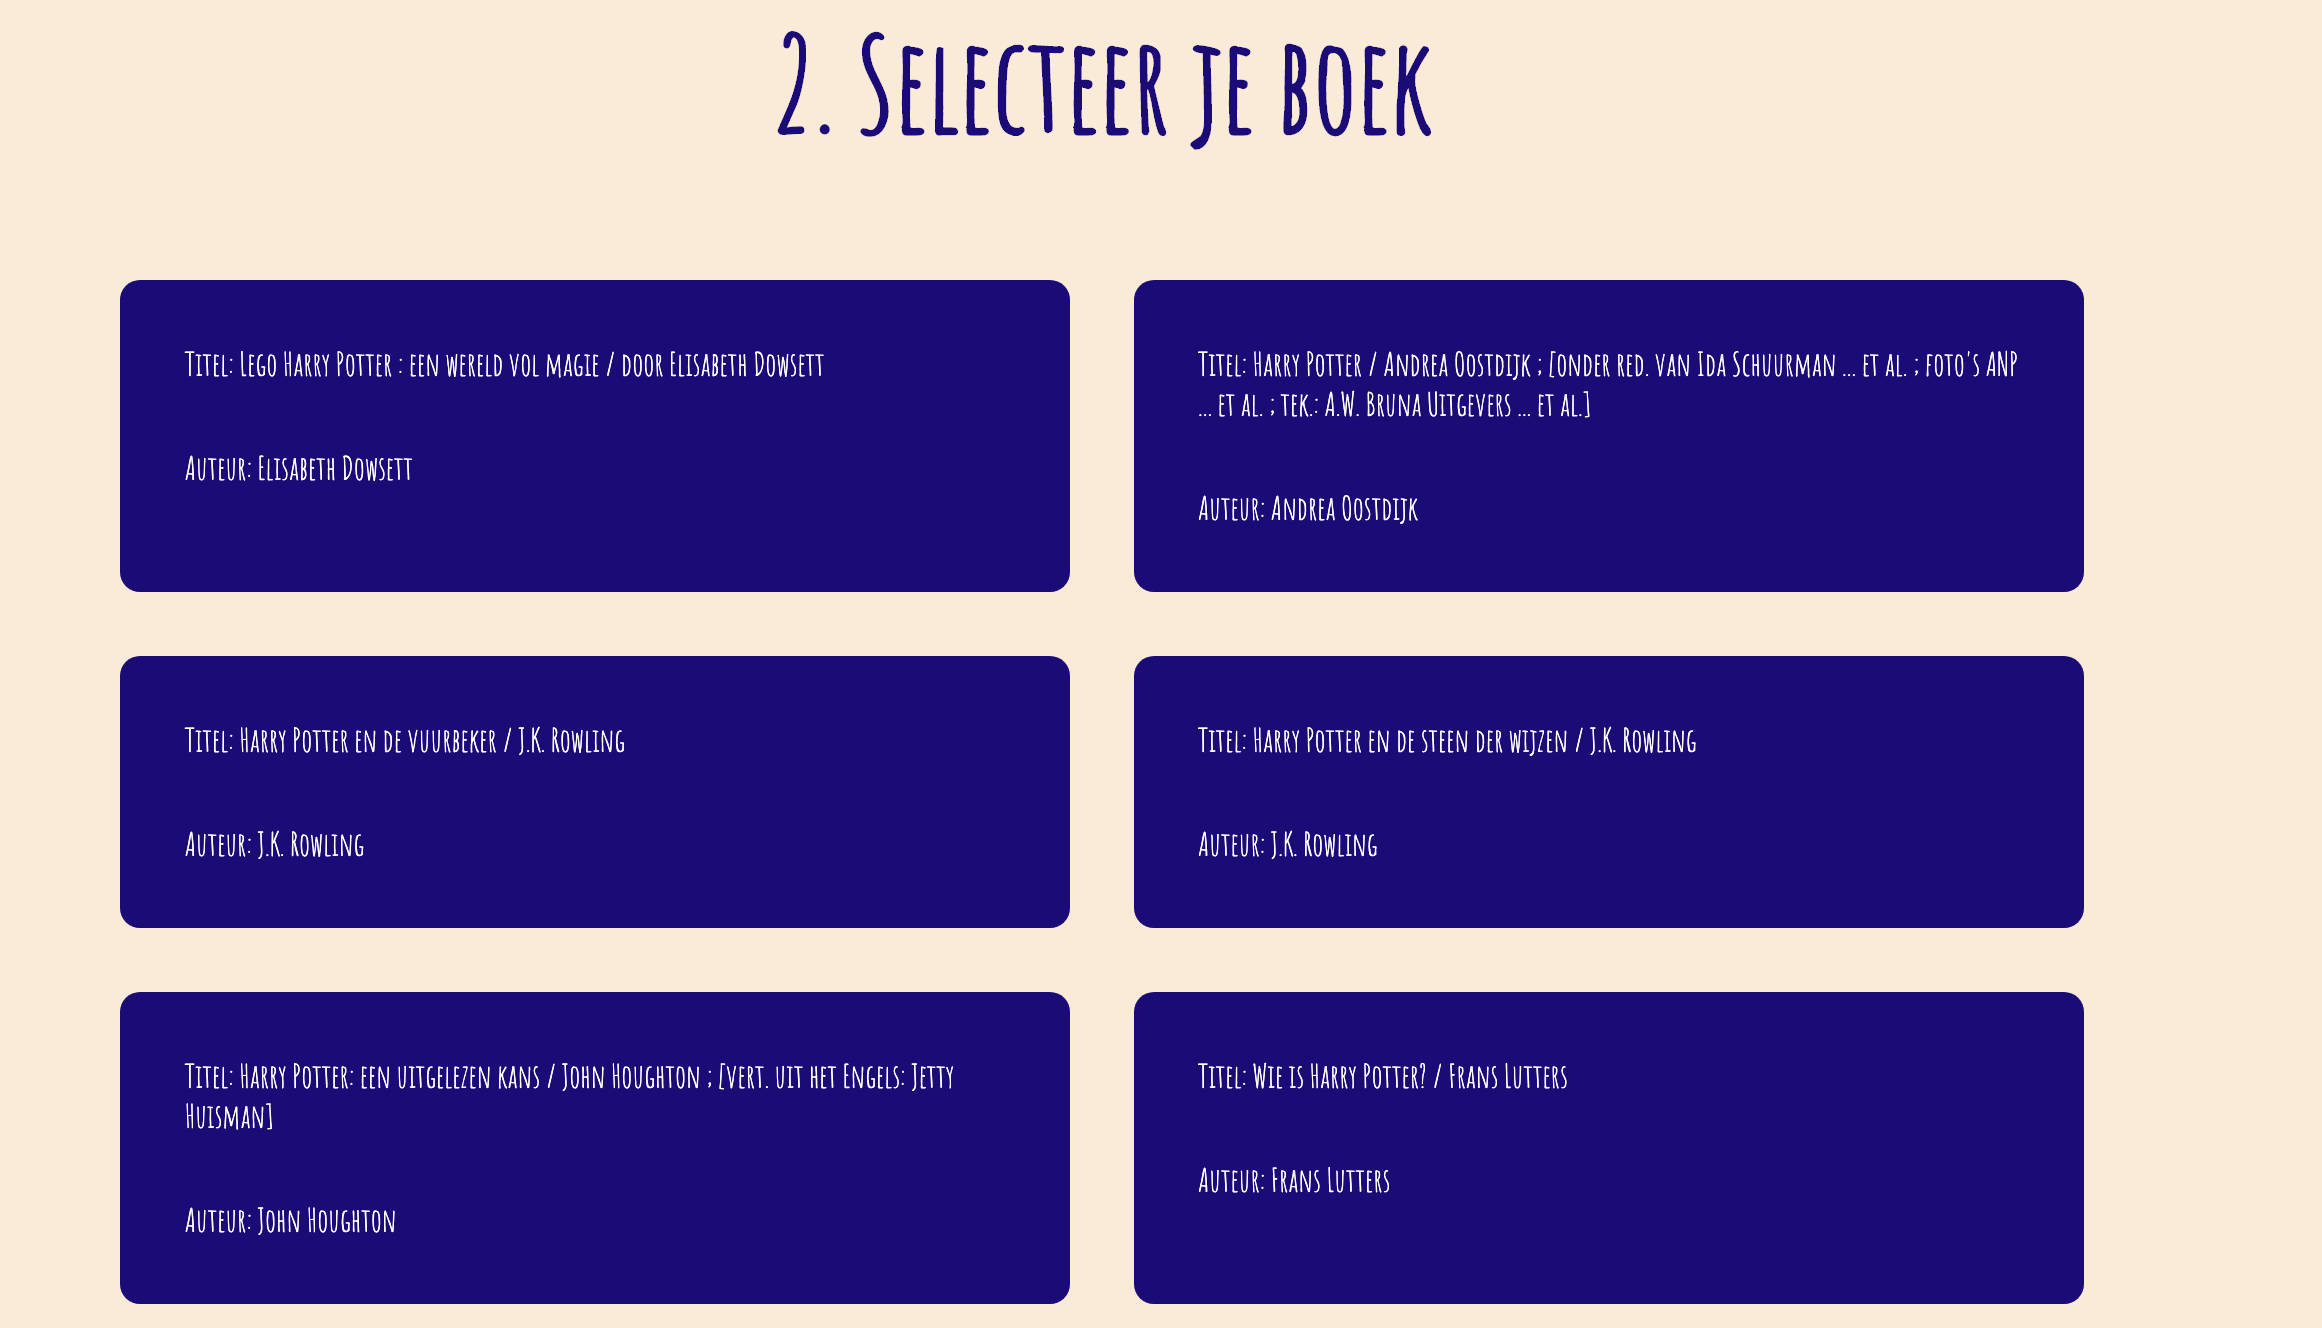 2. Selecteer je boek
Titel: Lego Harry Potter : een wereld vol magie / door Elisabeth Dowsett
Auteur: Elisabeth Dowsett
Titel: Harry Potter / Andrea Oostdijk ; [onder red. van Ida Schuurman ... et al. ; foto's ANP
... et al. ; tek.: A.W. Bruna Uitgevers ... et al.]
Auteur: Andrea Oostdijk
Titel: Harry Potter en de vuurbeker / J.K. Rowling
Auteur: J.K. Rowling
Titel: Harry Potter en de steen der wijzen / J.K. Rowling
Auteur: J.K. Rowling
Titel: Harry Potter: een uitgelezen kans / John Houghton ; [vert. uit het Engels: Jetty
Huisman]
Auteur: John Houghton
Titel: Wie is Harry Potter? / Frans Lutters
Auteur: Frans Lutters